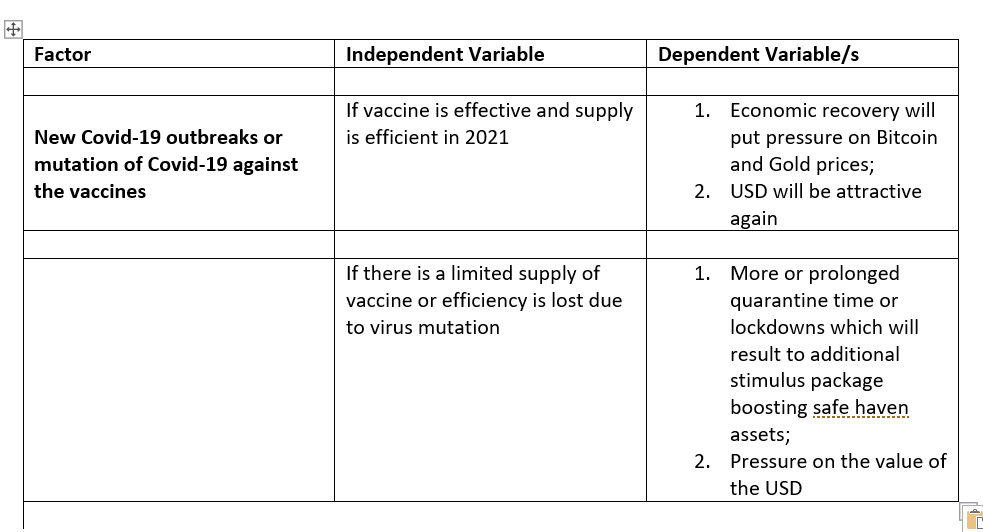 Factor
Independent Variable
Dependent Variable/s
New Covid-19 outbreaks or
mutation of Covid-19 against
the vaccines
If vaccine is effective and supply
is efficient in 2021
1. Economic recovery will
put pressure on Bitcoin
and Gold prices;
2. USD will be attractive
again
If there is a limited supply of
vaccine or efficiency is lost due
to virus mutation
1. More or prolonged
quarantine time or
lockdowns which will
result to additional
stimulus package
boosting safe haven
assets;
2. Pressure on the value of
the USD